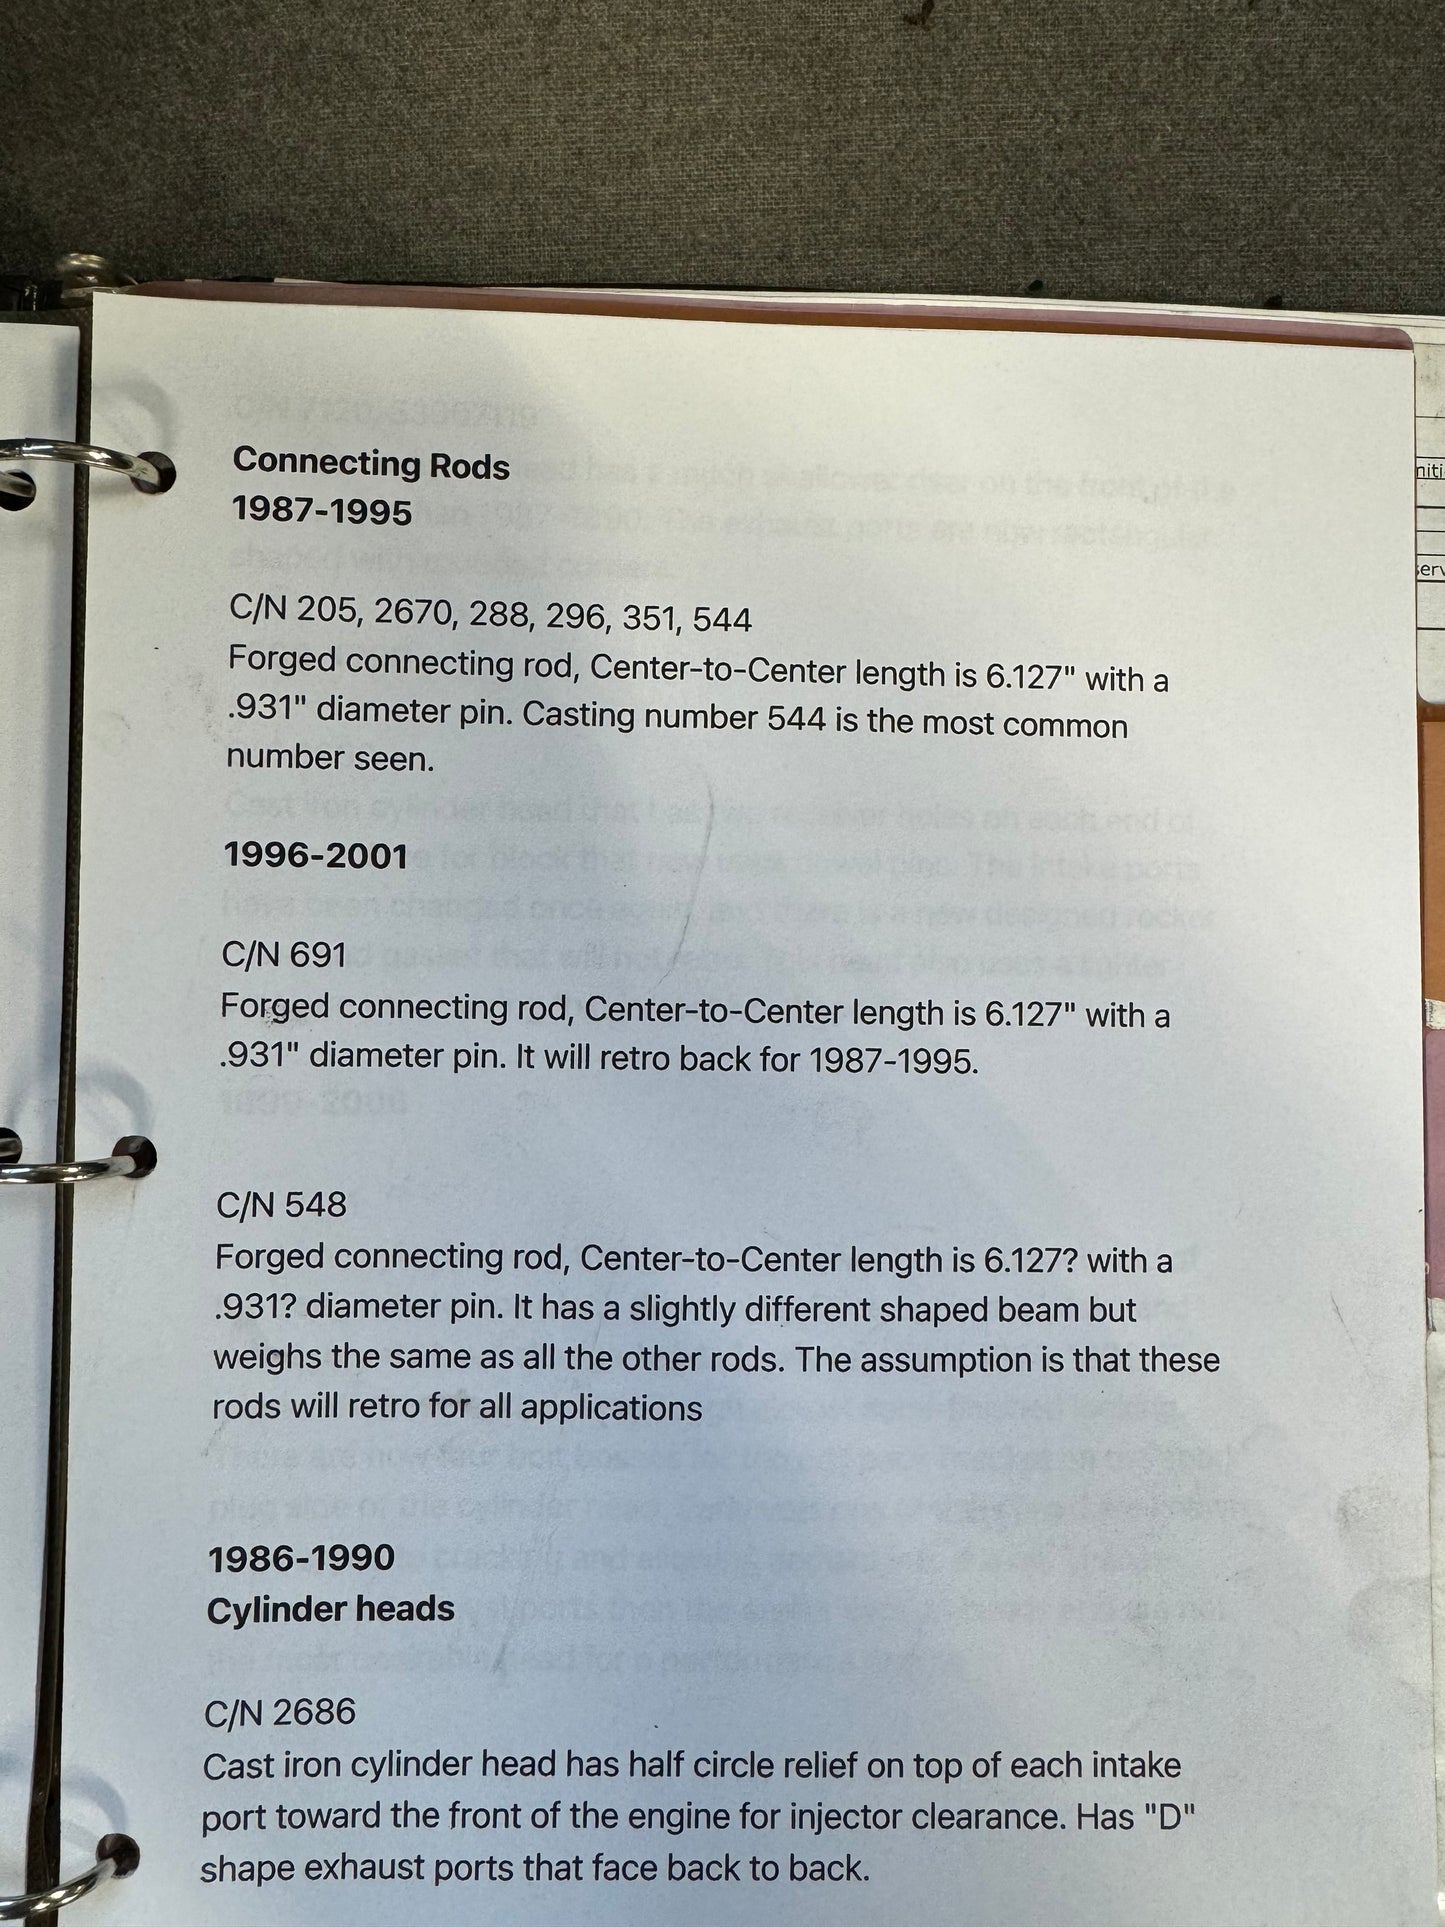 Connecting Rods
1987-1995
C/N 205, 2670, 288, 296, 351, 544
Forged connecting rod, Center-to-Center length is 6.127" with a
.931" diameter pin. Casting number 544 is the most common
number seen.
1996-2001
C/N 691
Forged connecting rod, Center-to-Center length is 6.127" with a
.931" diameter pin. It will retro back for 1987-1995.
C/N 548
Forged connecting rod, Center-to-Center length is 6.127? with a
.931? diameter pin. It has a slightly different shaped beam but
weighs the same as all the other rods. The assumption is that these
rods will retro for all applications
1986-1990
Cylinder heads
C/N 2686
Cast iron cylinder head has half circle relief on top of each intake
port toward the front of the engine for injector clearance. Has "D"
shape exhaust ports that face back to back.